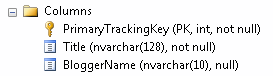 Columns
PrimaryTrackingKey (PK, int, not null)
Title (nvarchar(128), not null)
BloggerName (nvarchar(10), null)